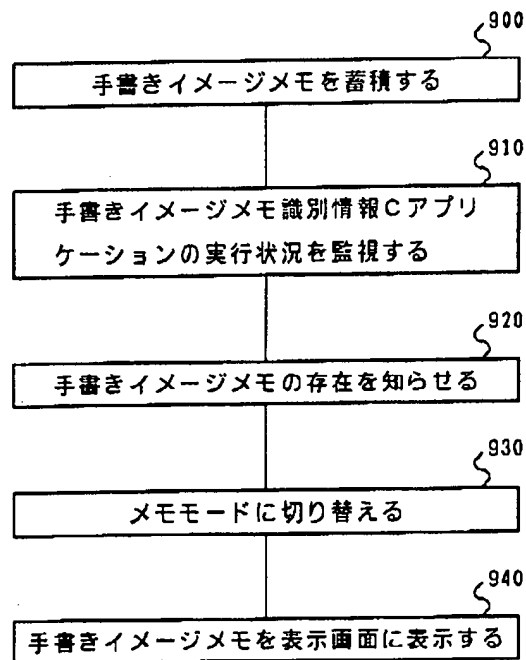 900
手書きイメージメモを蓄積する
910
手書きイメージメモ識別情報Cアプリ
ケーションの実行状況を監視する
920
手書きイメージメモの存在を知らせる
930
メモモードに切り替える
940
手書きイメージメモを表示画面に表示する